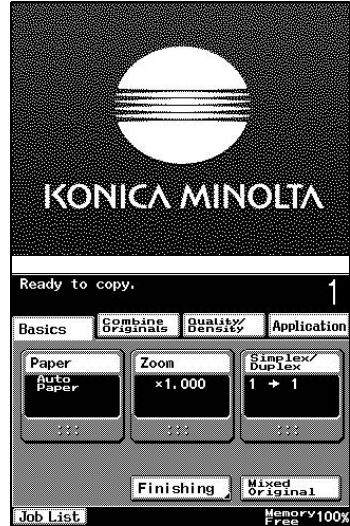 KONICA MINOLTA
Ready to copy.
1
Basics
Combine
Originals
Quality/
Density
Application
Paper
Auto
Paper
Zoom
×1.000
Simplex/
Duplex
1 → 1
Finishing
Mixed
Original
Job List
Memory
Free 100%